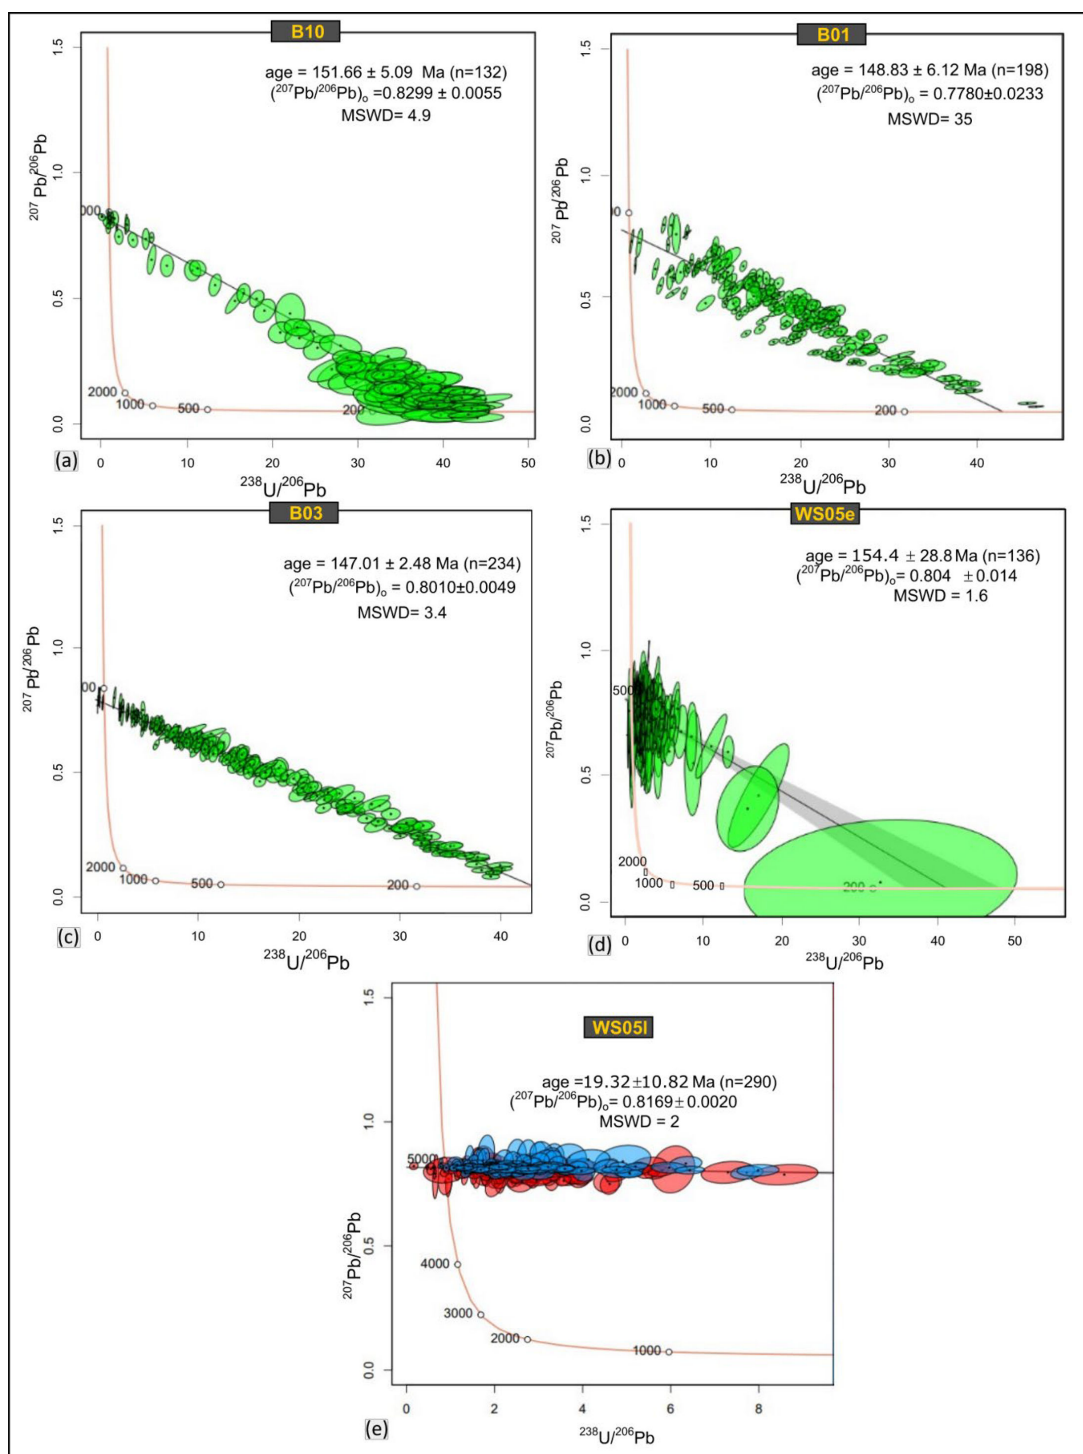 B10
age = 151.66 ± 5.09 Ma (n=132)
(²⁰⁷Pb/²⁰⁶Pb)ₒ =0.8299 ± 0.0055
MSWD= 4.9
1.5
1.0
0.5
0.0
²⁰⁷Pb/²⁰⁶Pb
2000
1000
500
200
0 10 20 30 40 50
²³⁸U/²⁰⁶Pb
(a)
B01
age = 148.83 ± 6.12 Ma (n=198)
(²⁰⁷Pb/²⁰⁶Pb)ₒ = 0.7780±0.0233
MSWD= 35
1.5
1.0
0.5
0.0
²⁰⁷Pb/²⁰⁶Pb
2000
1000
500
200
0 10 20 30 40
²³⁸U/²⁰⁶Pb
(b)
B03
age = 147.01 ± 2.48 Ma (n=234)
(²⁰⁷Pb/²⁰⁶Pb)ₒ = 0.8010±0.0049
MSWD= 3.4
1.5
1.0
0.5
0.0
²⁰⁷Pb/²⁰⁶Pb
2000
1000
500
200
0 10 20 30 40
²³⁸U/²⁰⁶Pb
(c)
WS05e
age = 154.4 ± 28.8 Ma (n=136)
(²⁰⁷Pb/²⁰⁶Pb)ₒ= 0.804 ±0.014
MSWD = 1.6
1.5
1.0
0.5
0.0
²⁰⁷Pb/²⁰⁶Pb
2000
1000
500
200
0 10 20 30 40 50
²³⁸U/²⁰⁶Pb
(d)
WS05l
age =19.32±10.82 Ma (n=290)
(²⁰⁷Pb/²⁰⁶Pb)ₒ= 0.8169± 0.0020
MSWD = 2
1.5
1.0
0.5
0.0
²⁰⁷Pb/²⁰⁶Pb
5000
4000
3000
2000
1000
0 2 4 6 8
²³⁸U/²⁰⁶Pb
(e)